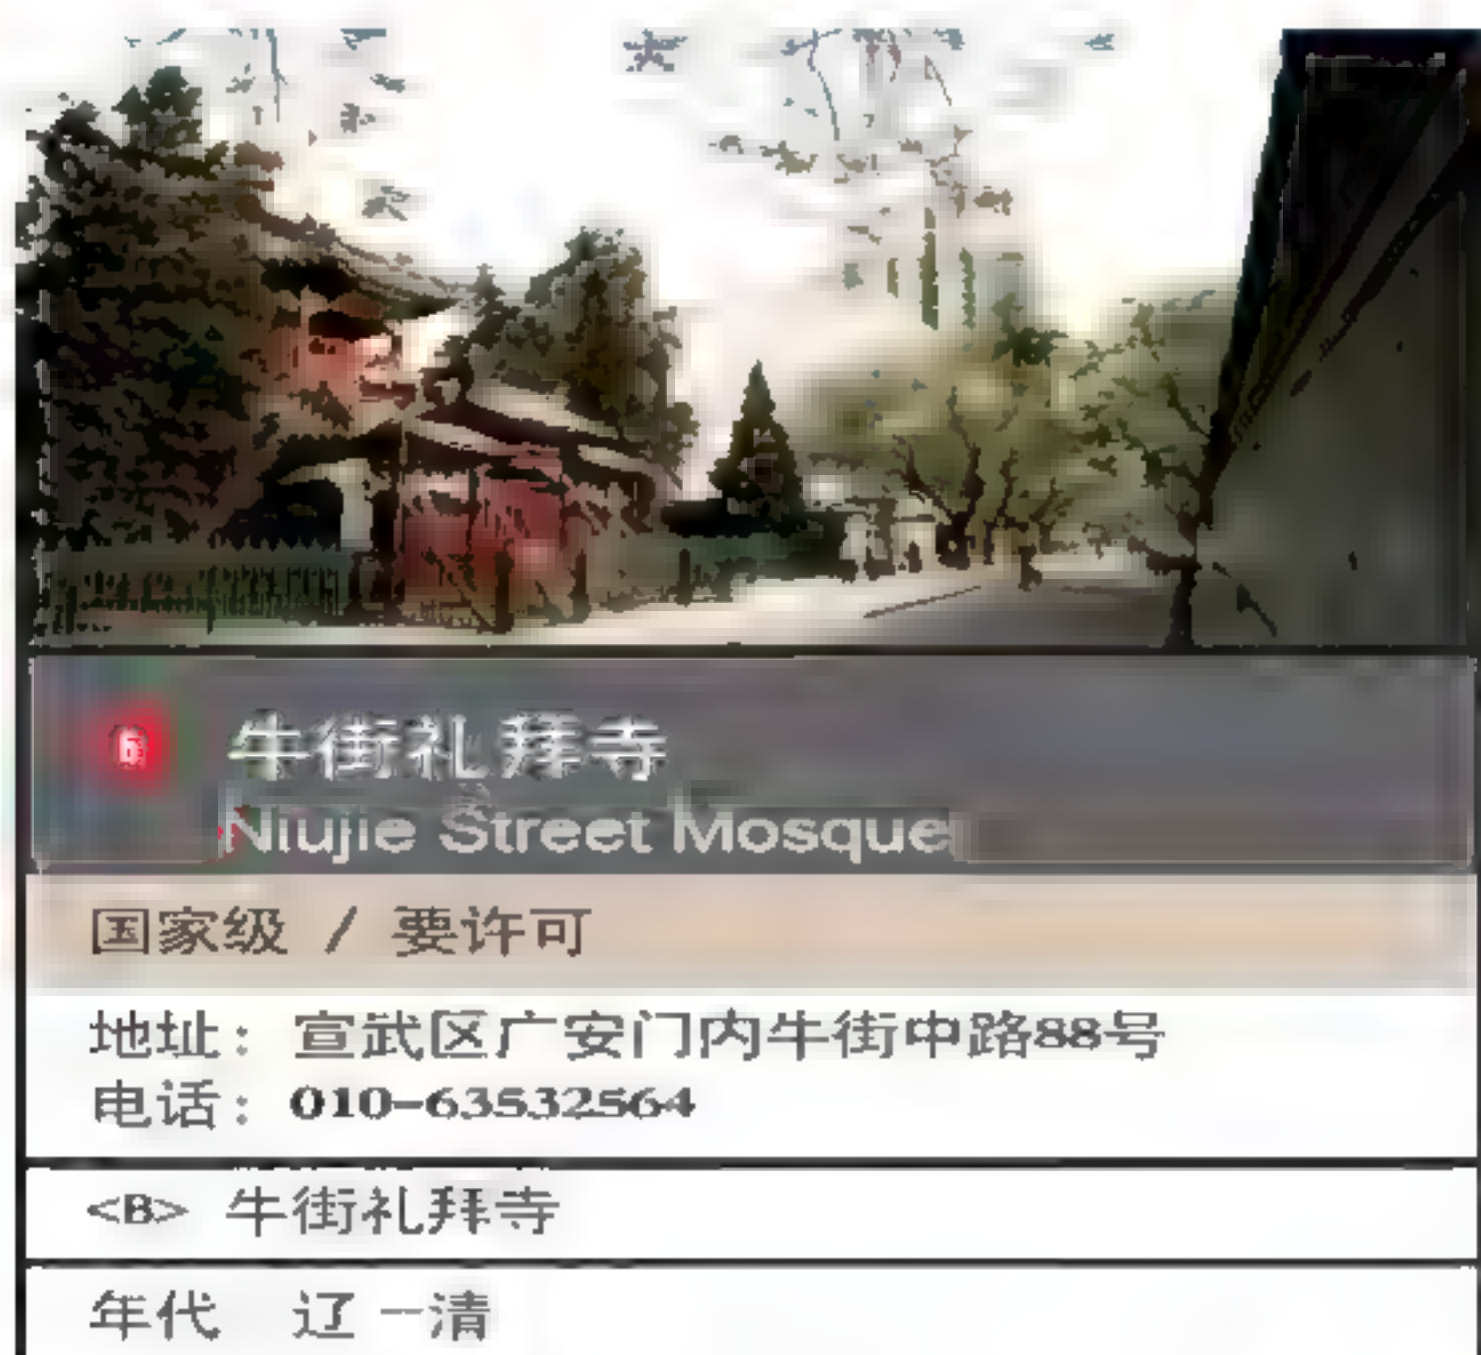 6 牛街礼拜寺
Niujie Street Mosque
国家级 / 要许可
地址：宣武区广安门内牛街中路88号
电话：010-63532564
<B> 牛街礼拜寺
年代 辽－清